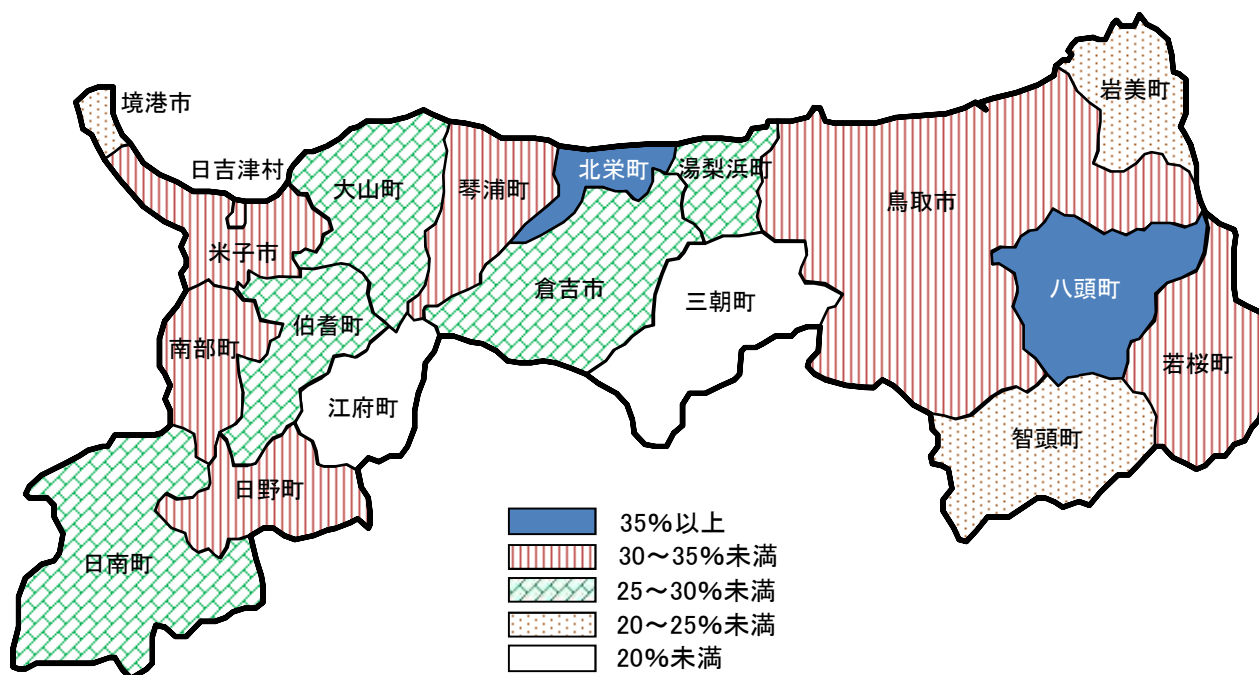 岩美町
境港市
日吉津村
北栄町
湯梨浜町
大山町
琴浦町
鳥取市
米子市
倉吉市
三朝町
八頭町
伯耆町
南部町
若桜町
江府町
智頭町
日野町
日南町
35%以上
30～35%未満
25～30%未満
20～25%未満
20%未満